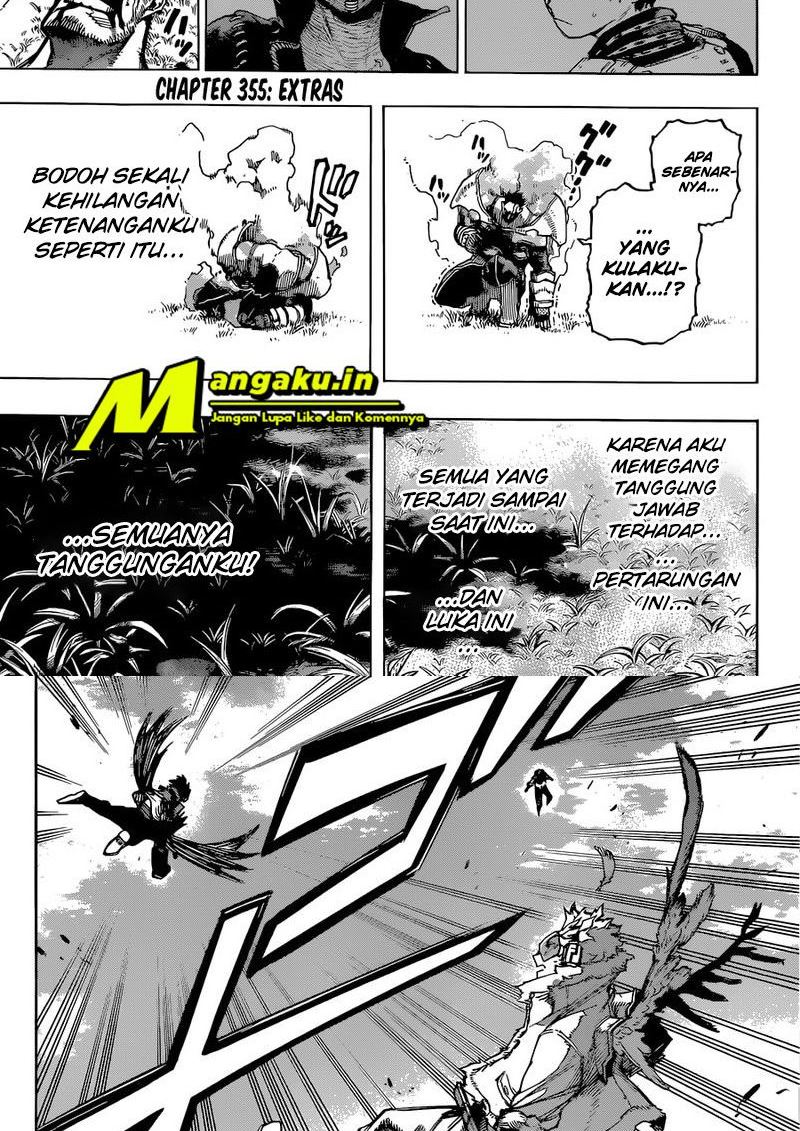 CHAPTER 355: EXTRAS
APA
SEBENAR-
NYA...
...
YANG
KULAKU-
KAN...!?
BODOH SEKALI
KEHILANGAN
KETENANGANKU
SEPERTI ITU...
Mangaku.in
Jangan Lupa Like dan Komennya
KARENA AKU
MEMEGANG
TANGGUNG
JAWAB
TERHADAP...
...
PERTARUNGAN
INI...
SEMUA YANG
TERJADI SAMPAI
SAAT INI...
...DAN
LUKA INI
...
...SEMUANYA
TANGGUNGANKU!